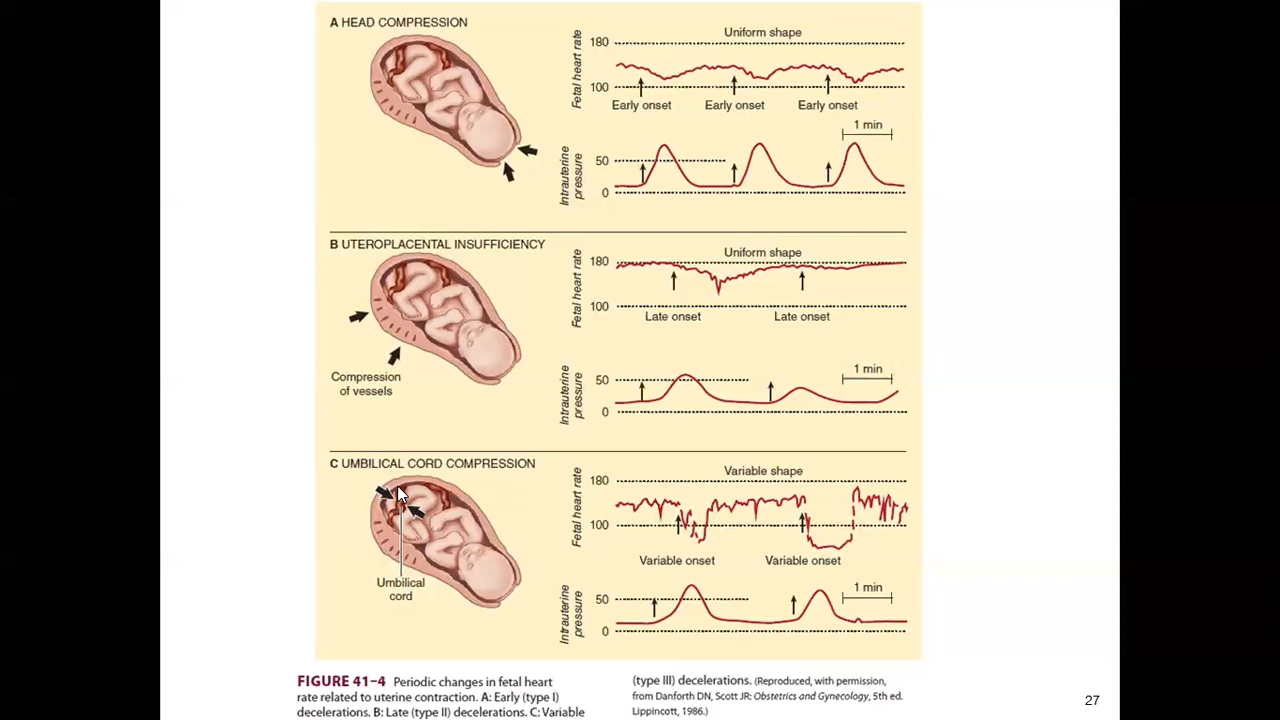 A HEAD COMPRESSION
Uniform shape
Fetal heart rate
180
100
Early onset
Early onset
Early onset
1 min
Intrauterine
pressure
50
0
B UTEROPLACENTAL INSUFFICIENCY
Uniform shape
Fetal heart rate
180
100
Late onset
Late onset
Compression
of vessels
1 min
Intrauterine
pressure
50
0
C UMBILICAL CORD COMPRESSION
Variable shape
Fetal heart rate
180
100
Variable onset
Variable onset
Umbilical
cord
1 min
Intrauterine
pressure
50
0
FIGURE 41–4 Periodic changes in fetal heart
rate related to uterine contraction. A: Early (type I)
decelerations. B: Late (type II) decelerations. C: Variable
(type III) decelerations. (Reproduced, with permission,
from Danforth DN, Scott JR: Obstetrics and Gynecology, 5th ed.
Lippincott, 1986.)
27